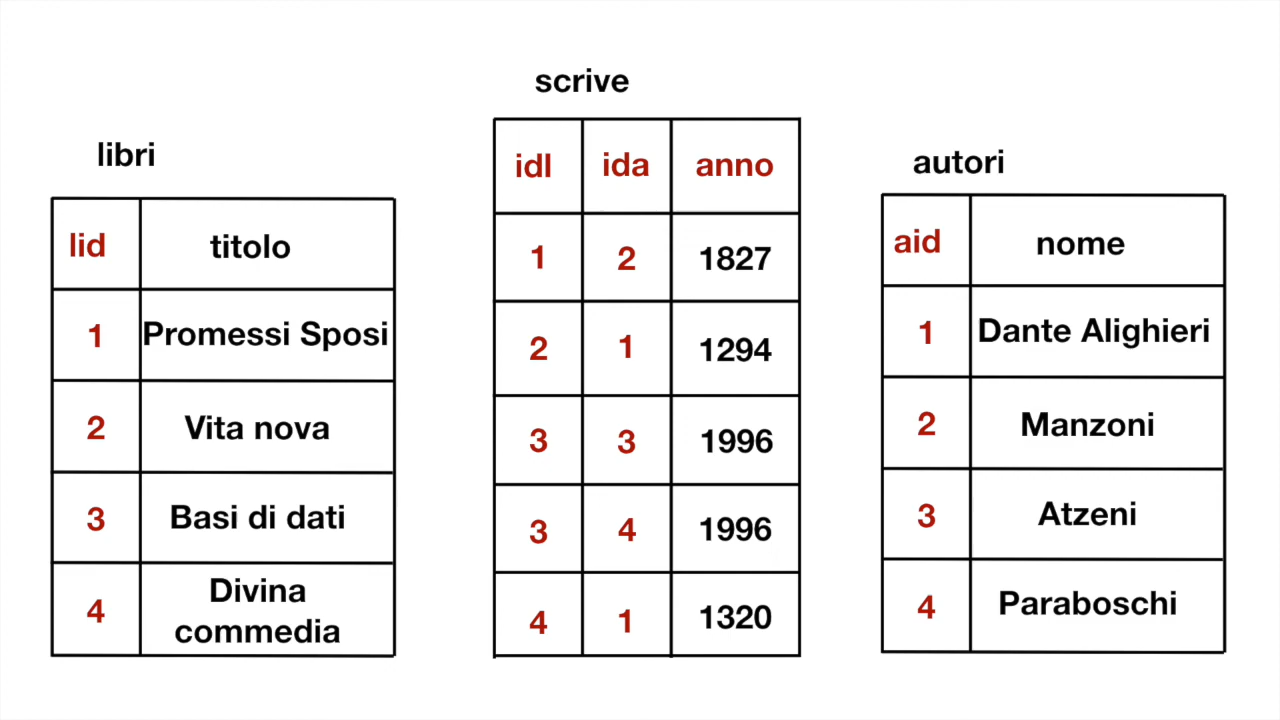 scrive
idl ida anno
1 2 1827
2 1 1294
3 3 1996
3 4 1996
4 1 1320
libri
lid titolo
1 Promessi Sposi
2 Vita nova
3 Basi di dati
4 Divina
commedia
autori
aid nome
1 Dante Alighieri
2 Manzoni
3 Atzeni
4 Paraboschi